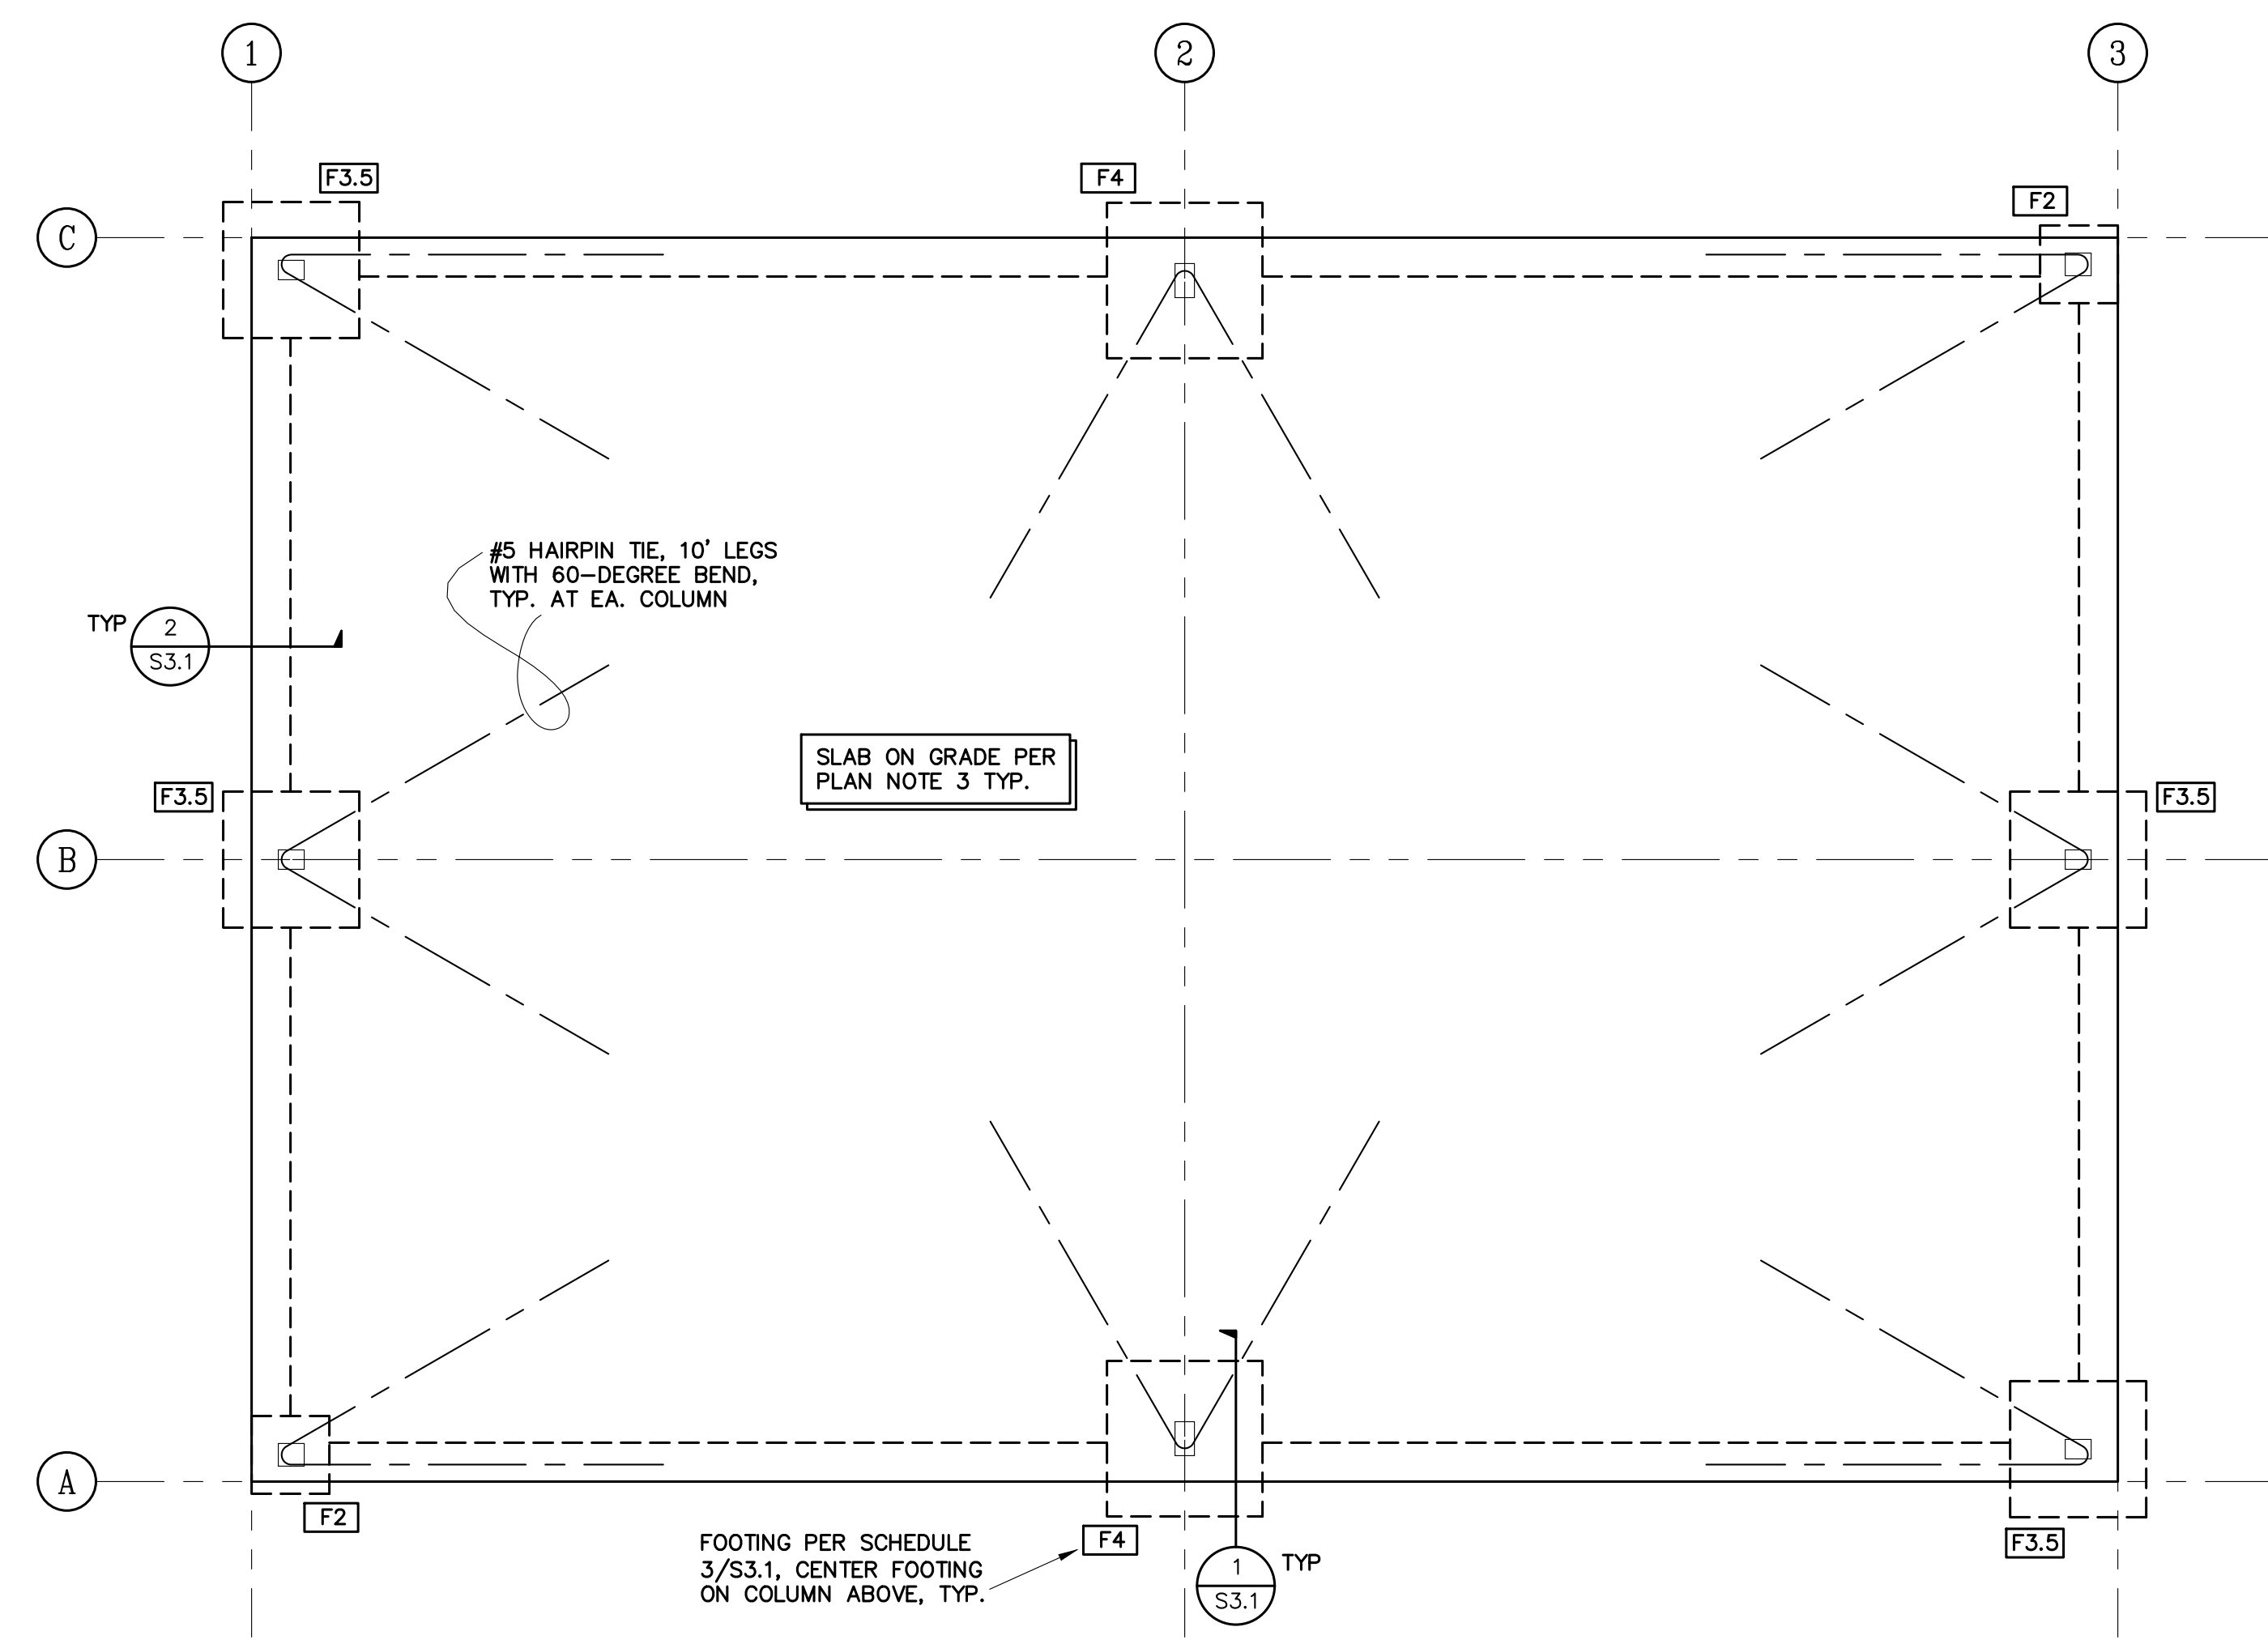 1
2
3
F3.5
F4
F2
C
#5 HAIRPIN TIE, 10' LEGS
WITH 60-DEGREE BEND,
TYP. AT EA. COLUMN
TYP
2
S3.1
SLAB ON GRADE PER
PLAN NOTE 3 TYP.
F3.5
F3.5
B
A
F2
FOOTING PER SCHEDULE
3/S3.1, CENTER FOOTING
ON COLUMN ABOVE, TYP.
F4
1
S3.1
TYP
F3.5